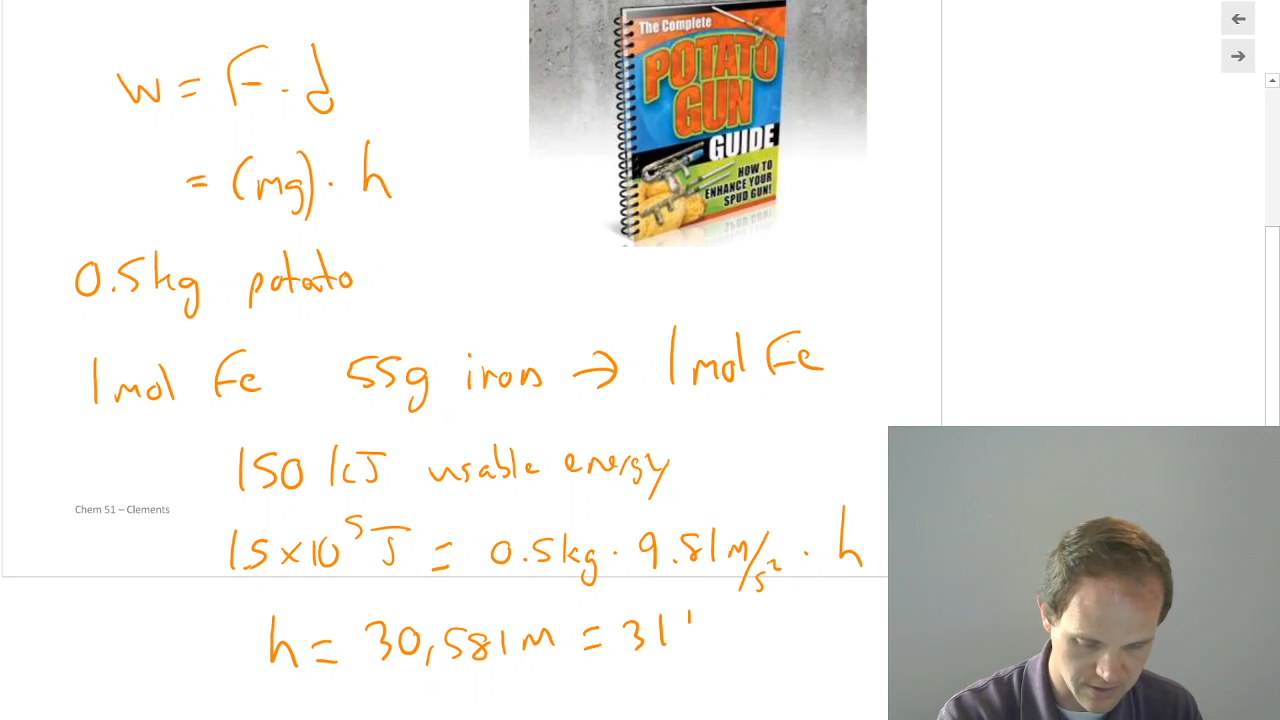 w = F · d
= (mg) · h
The Complete
POTATO
GUN
GUIDE
HOW TO
ENHANCE YOUR
SPUD GUN!
0.5kg potato
1mol Fe 55g iron → 1mol Fe
150 kJ usable energy
Chem 51 – Clements
1.5×10⁵ J = 0.5kg · 9.81m/s² · h
h = 30,581m = 31